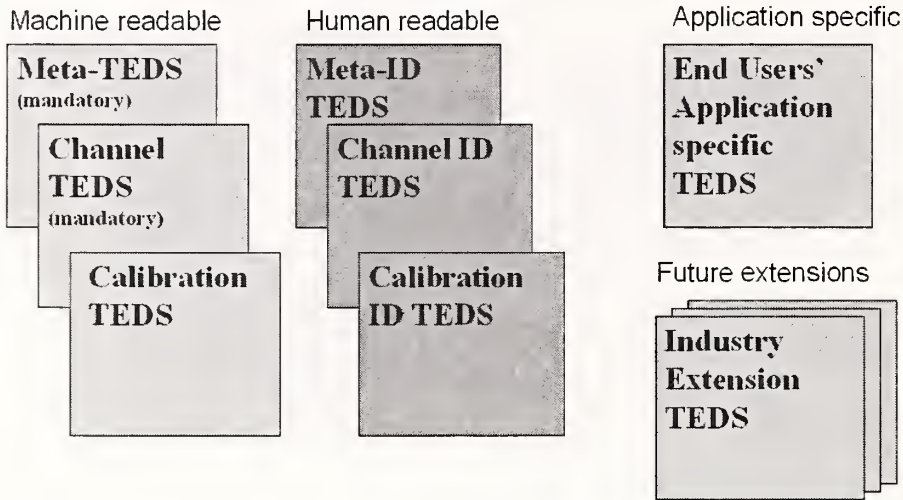 Machine readable
Meta-TEDS
(mandatory)
Channel
TEDS
(mandatory)
Calibration
TEDS
Human readable
Meta-ID
TEDS
Channel ID
TEDS
Calibration
ID TEDS
Application specific
End Users'
Application
specific
TEDS
Future extensions
Industry
Extension
TEDS